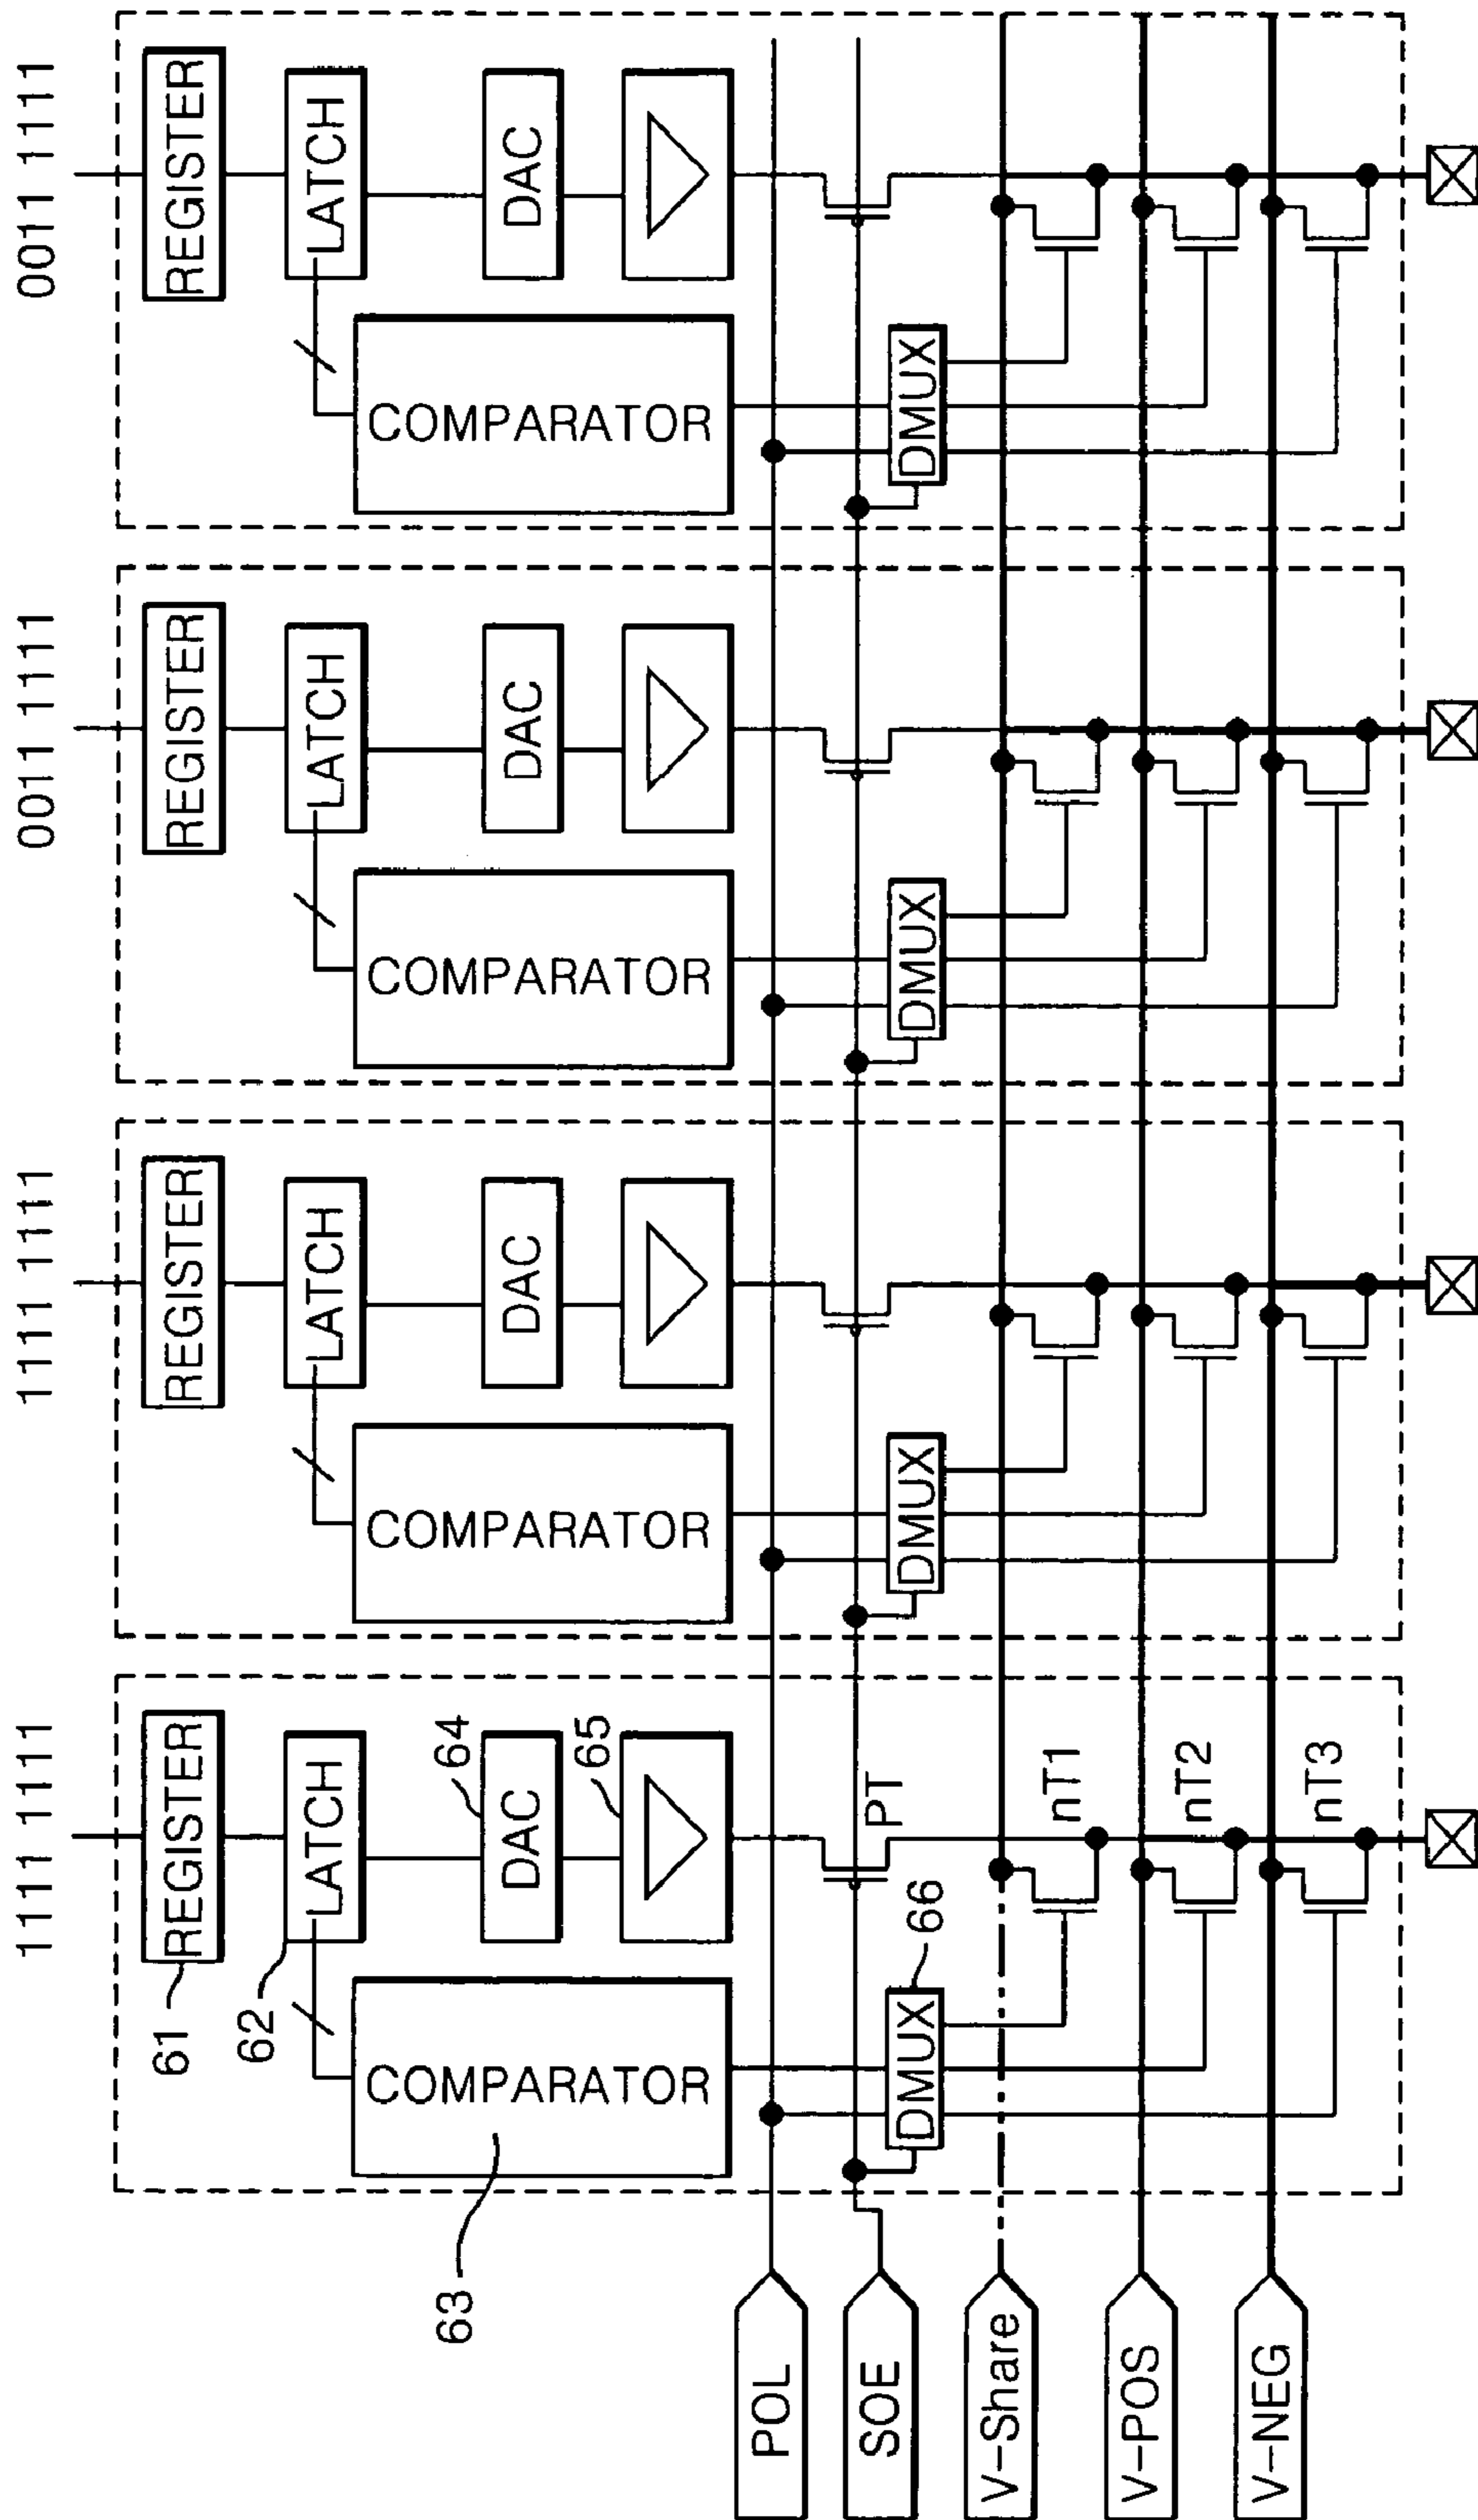 1111 1111
1111 1111
0011 1111
0011 1111
61
REGISTER
REGISTER
REGISTER
REGISTER
62
LATCH
LATCH
LATCH
LATCH
63
COMPARATOR
COMPARATOR
COMPARATOR
COMPARATOR
64
DAC
DAC
DAC
DAC
65
POL
PT
SOE
DMUX
66
DMUX
DMUX
DMUX
V-Share
nT1
V-POS
nT2
V-NEG
nT3